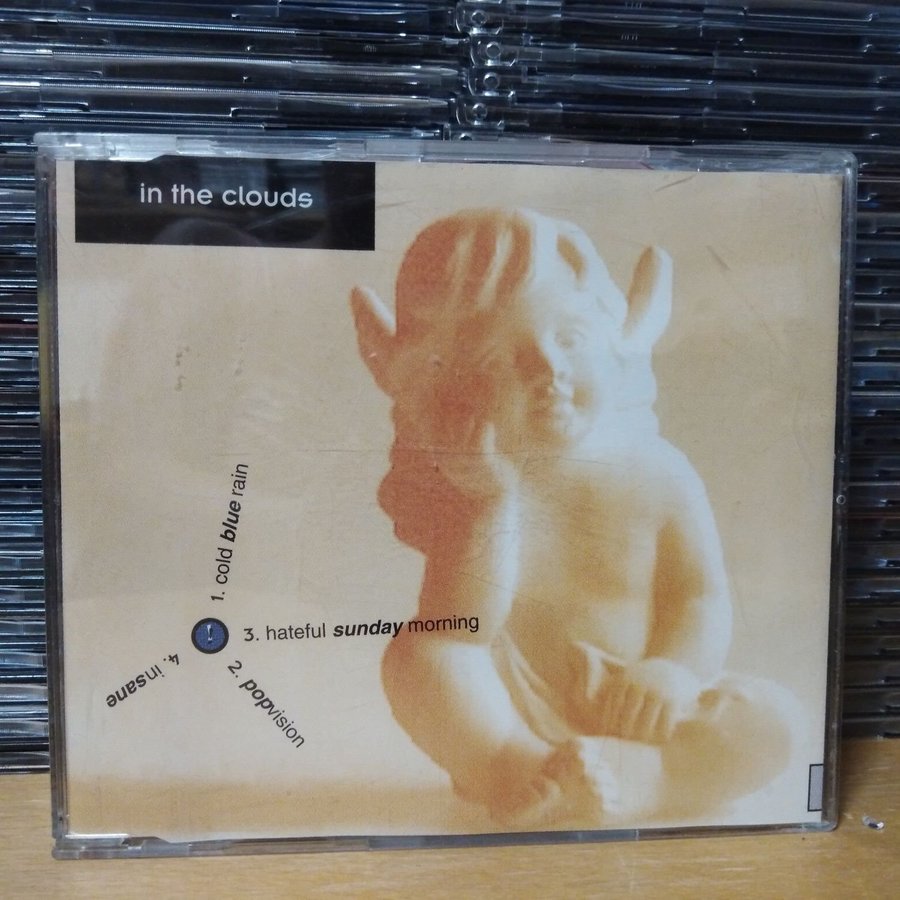 in the clouds
1. cold blue rain
!
3. hateful sunday morning
2. popvision
4. insane